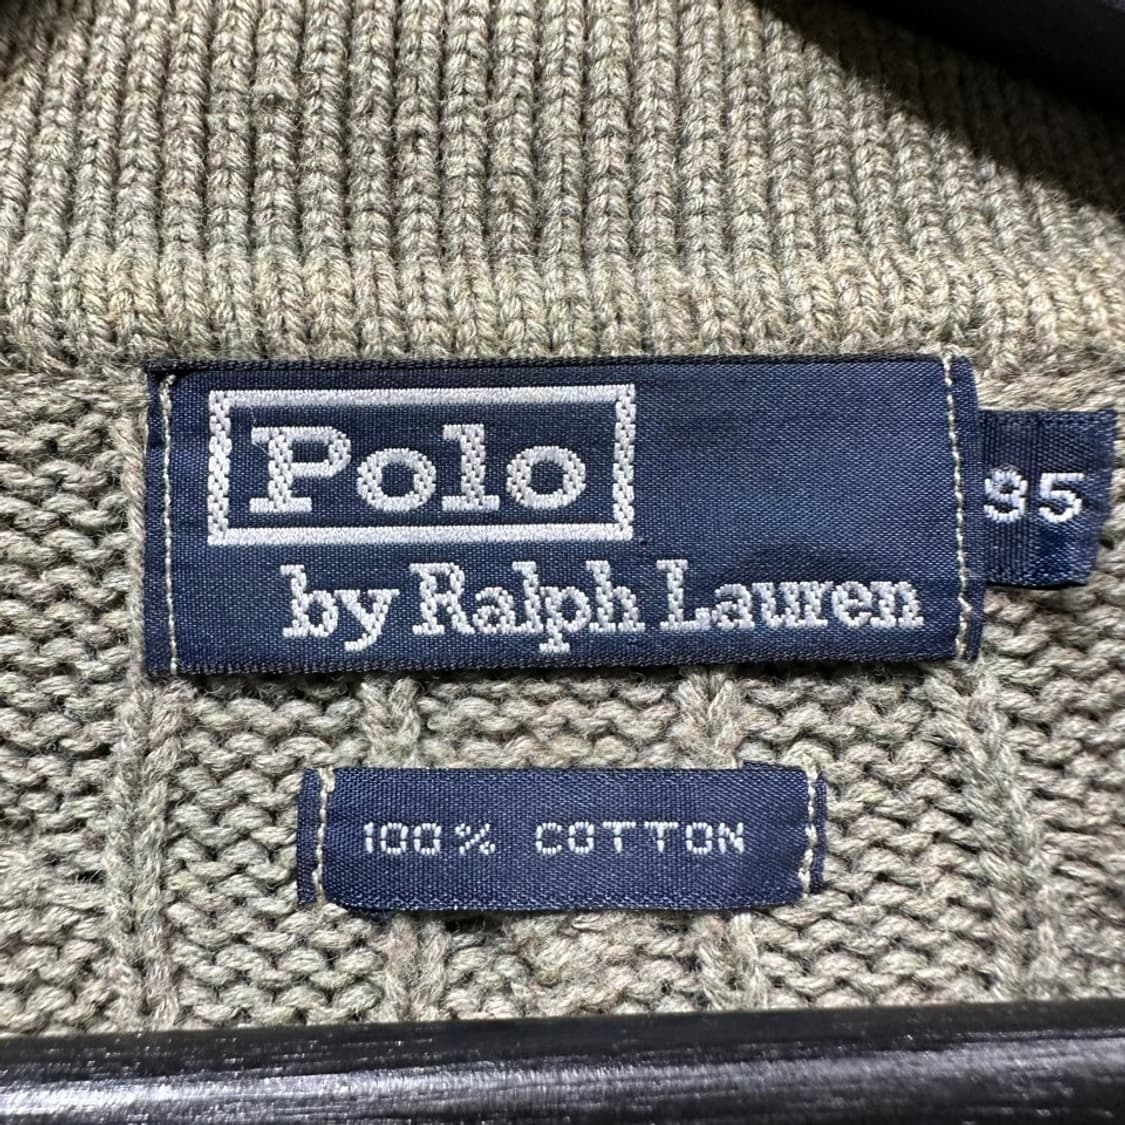 Polo
by Ralph Lauren
95
100% COTTON